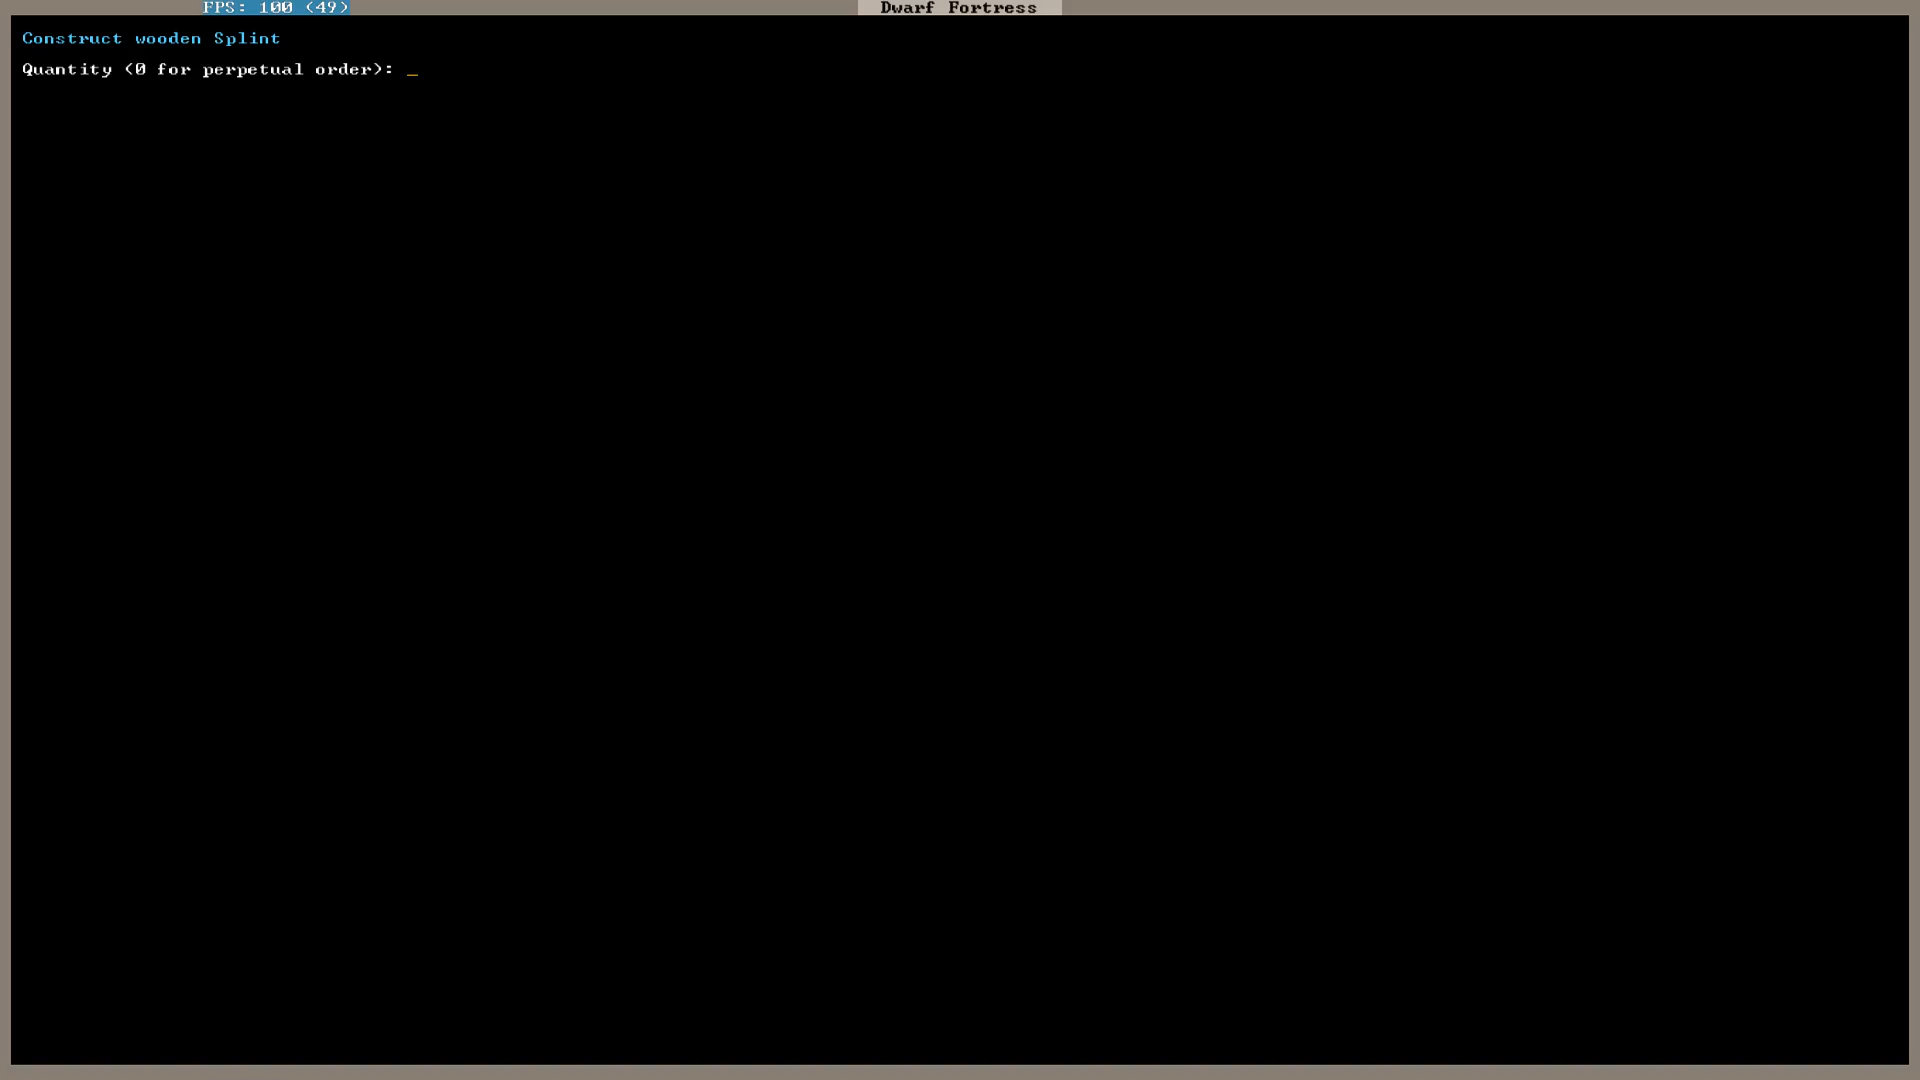 FPS: 100 (49)
Dwarf Fortress
Construct wooden Splint
Quantity (0 for perpetual order): _